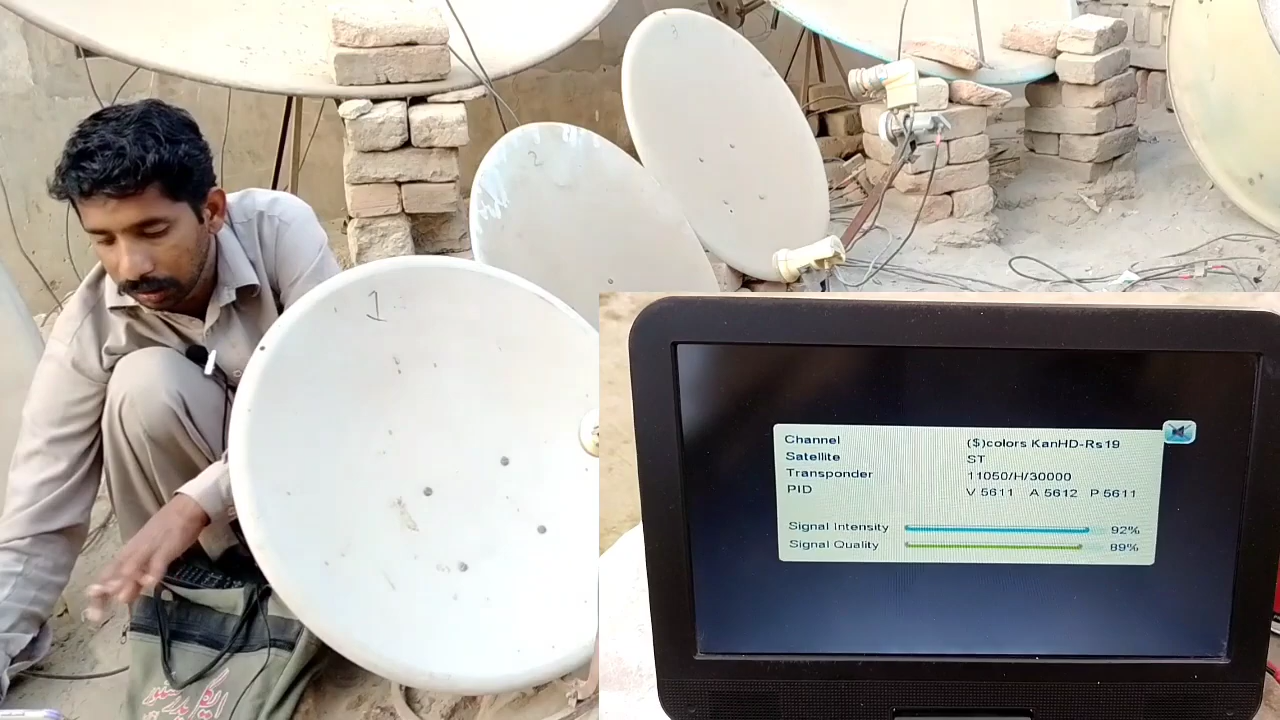 2
1
Channel ($)colors KanHD-Rs19
Satellite ST
Transponder 11050/H/30000
PID V 5611 A 5612 P 5611
Signal Intensity 92%
Signal Quality 89%